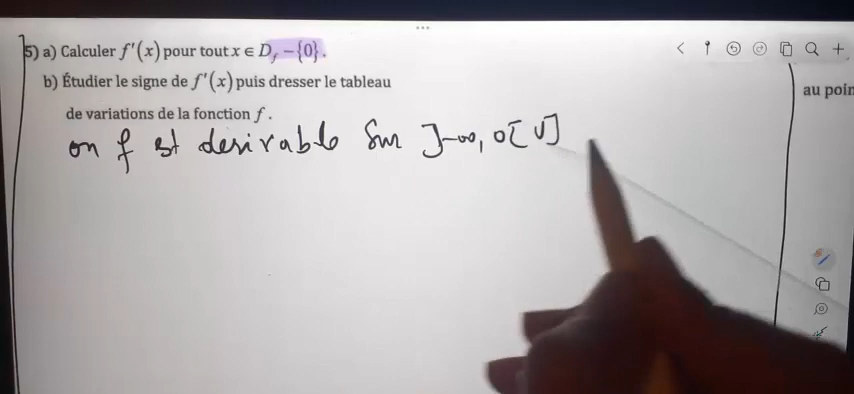 5) a) Calculer f'(x) pour tout x ∈ D_f −{0}.
b) Étudier le signe de f'(x) puis dresser le tableau
de variations de la fonction f.
on f est derivable Sur ]-∞, 0[ U ]
au poin